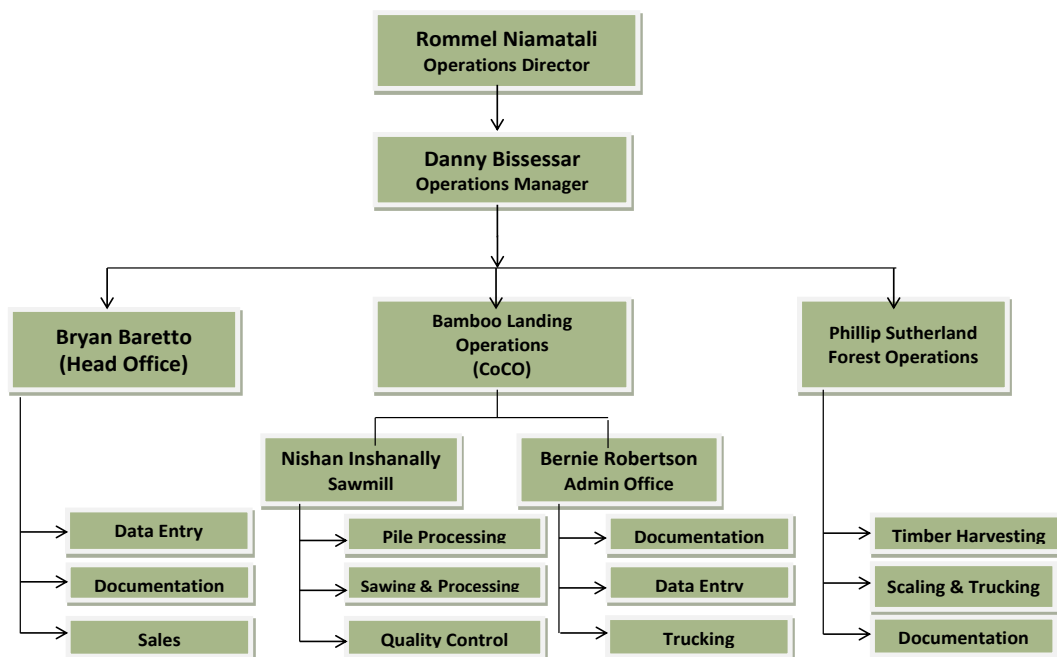 Rommel Niamatali
Operations Director
Danny Bissessar
Operations Manager
Bryan Baretto
(Head Office)
Bamboo Landing
Operations
(CoCO)
Phillip Sutherland
Forest Operations
Nishan Inshanally
Sawmill
Bernie Robertson
Admin Office
Data Entry
Documentation
Sales
Pile Processing
Sawing & Processing
Quality Control
Documentation
Data Entry
Trucking
Timber Harvesting
Scaling & Trucking
Documentation